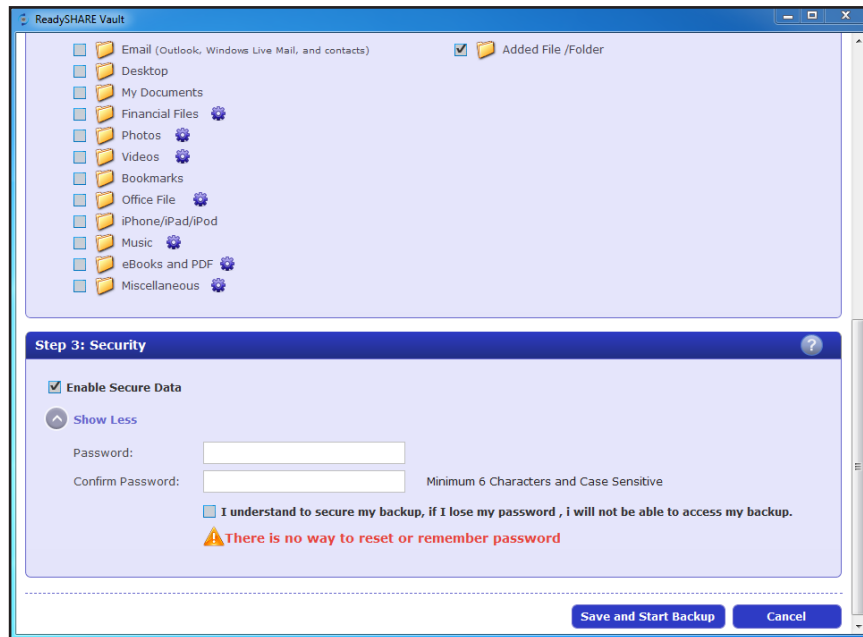 ReadySHARE Vault
Email (Outlook, Windows Live Mail, and contacts)
Added File /Folder
Desktop
My Documents
Financial Files
Photos
Videos
Bookmarks
Office File
iPhone/iPad/iPod
Music
eBooks and PDF
Miscellaneous
Step 3: Security
?
Enable Secure Data
Show Less
Password:
Confirm Password:
Minimum 6 Characters and Case Sensitive
I understand to secure my backup, if I lose my password , i will not be able to access my backup.
There is no way to reset or remember password
Save and Start Backup
Cancel